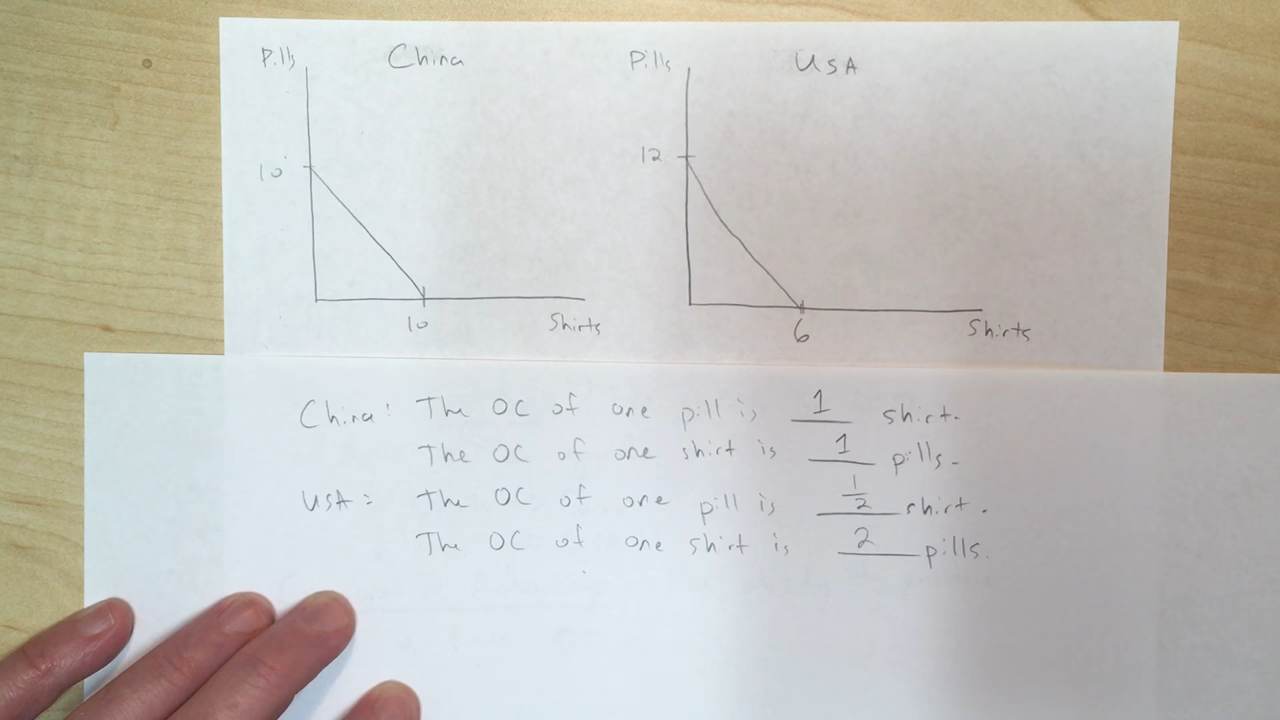 Pills China
10
10 Shirts
Pills USA
12
6 Shirts
China: The OC of one pill is 1 shirt.
The OC of one shirt is 1 pills.
USA: The OC of one pill is 1/2 shirt.
The OC of one shirt is 2 pills.